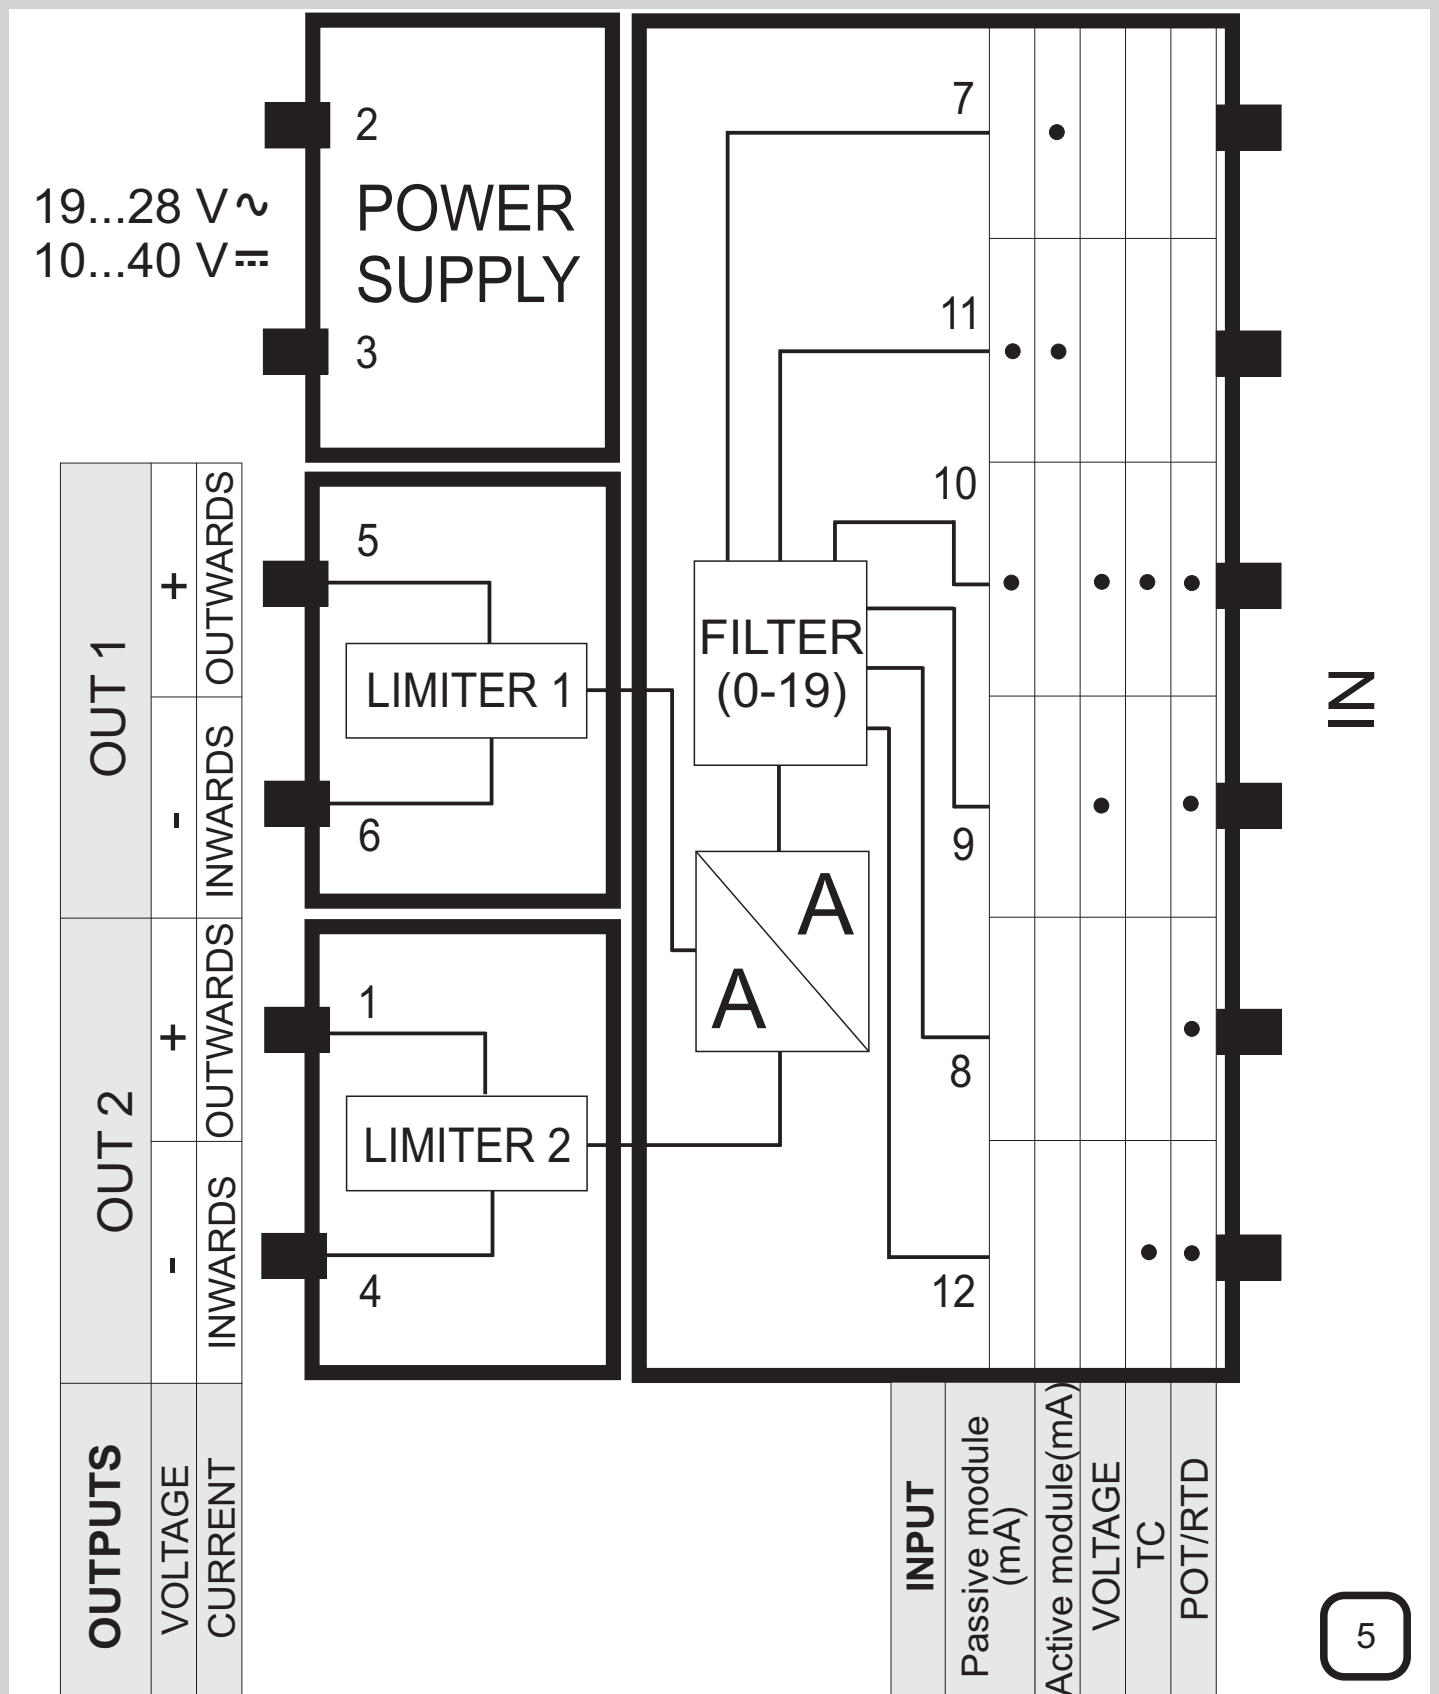 2
19...28 V
10...40 V
POWER
SUPPLY
3
OUT 1
+
OUTWARDS
-
INWARDS
5
LIMITER 1
6
OUT 2
+
OUTWARDS
-
INWARDS
1
LIMITER 2
4
OUTPUTS
VOLTAGE
CURRENT
7
11
10
FILTER
(0-19)
9
A
A
8
12
IN
INPUT
Passive module
(mA)
Active module(mA)
VOLTAGE
TC
POT/RTD
5